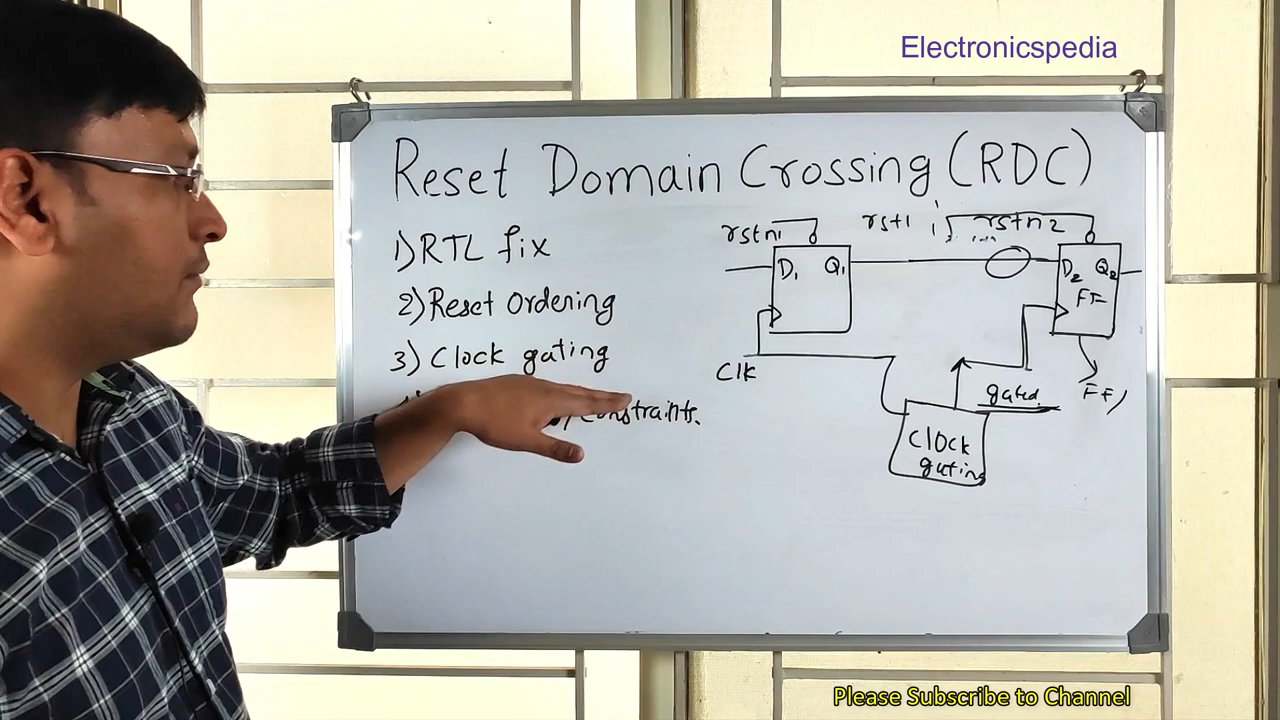 Electronicspedia
Reset Domain Crossing (RDC)
1) RTL fix
2) Reset Ordering
3) Clock gating
constraints.
rstn1
rst1
rstn2
D1 Q1
D2 Q2
FF
Clk
gated
FF
Clock
gating
Please Subscribe to Channel